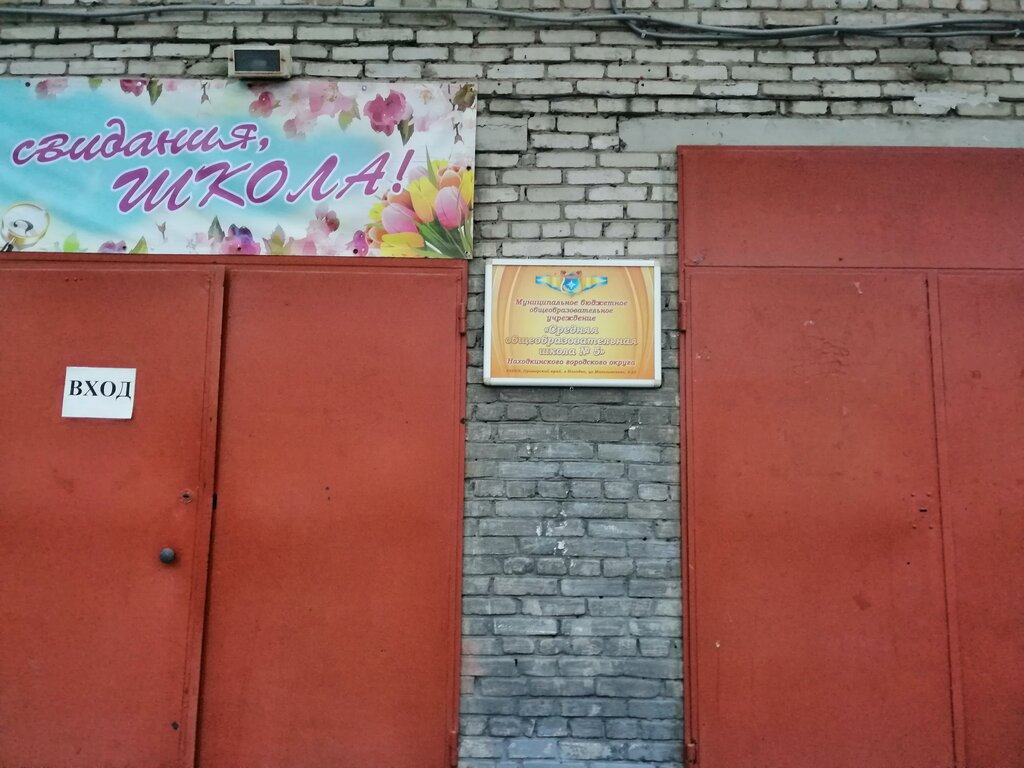 свидания,
ШКОЛА!
ВХОД
Муниципальное бюджетное
общеобразовательное
учреждение
«Средняя
общеобразовательная
школа № 5»
Находкинского городского округа